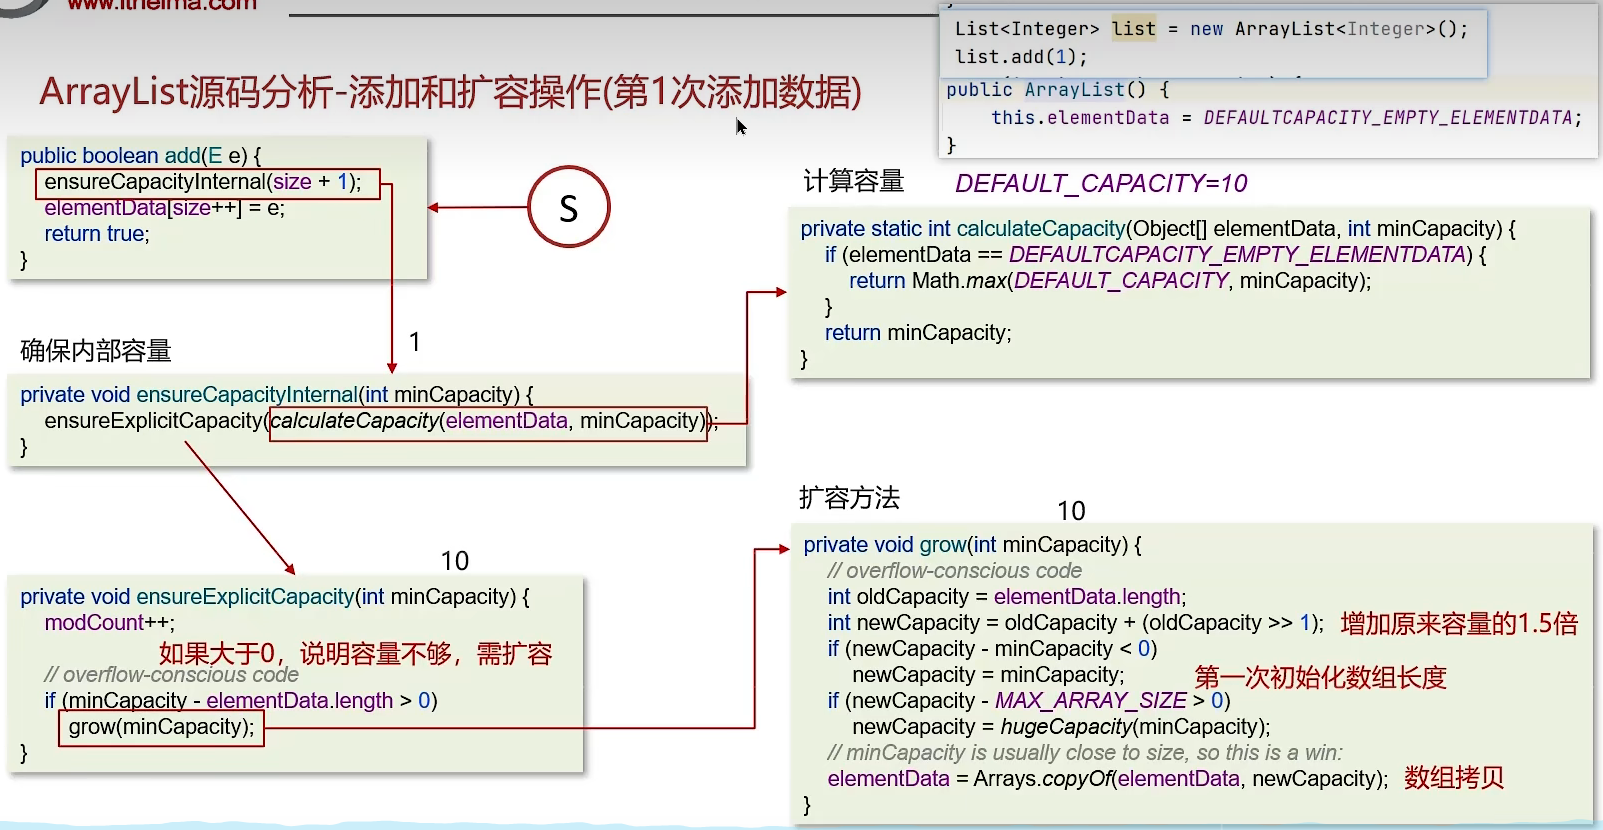 www.itheima.com
List<Integer> list = new ArrayList<Integer>();
list.add(1);
public ArrayList() {
this.elementData = DEFAULTCAPACITY_EMPTY_ELEMENTDATA;
}
ArrayList源码分析-添加和扩容操作(第1次添加数据)
public boolean add(E e) {
ensureCapacityInternal(size + 1);
elementData[size++] = e;
return true;
}
S
计算容量
DEFAULT_CAPACITY=10
private static int calculateCapacity(Object[] elementData, int minCapacity) {
if (elementData == DEFAULTCAPACITY_EMPTY_ELEMENTDATA) {
return Math.max(DEFAULT_CAPACITY, minCapacity);
}
return minCapacity;
}
确保内部容量
1
private void ensureCapacityInternal(int minCapacity) {
ensureExplicitCapacity(calculateCapacity(elementData, minCapacity));
}
10
private void ensureExplicitCapacity(int minCapacity) {
modCount++;
如果大于0，说明容量不够，需扩容
// overflow-conscious code
if (minCapacity - elementData.length > 0)
grow(minCapacity);
}
扩容方法
10
private void grow(int minCapacity) {
// overflow-conscious code
int oldCapacity = elementData.length;
int newCapacity = oldCapacity + (oldCapacity >> 1); 增加原来容量的1.5倍
if (newCapacity - minCapacity < 0)
newCapacity = minCapacity; 第一次初始化数组长度
if (newCapacity - MAX_ARRAY_SIZE > 0)
newCapacity = hugeCapacity(minCapacity);
// minCapacity is usually close to size, so this is a win:
elementData = Arrays.copyOf(elementData, newCapacity); 数组拷贝
}